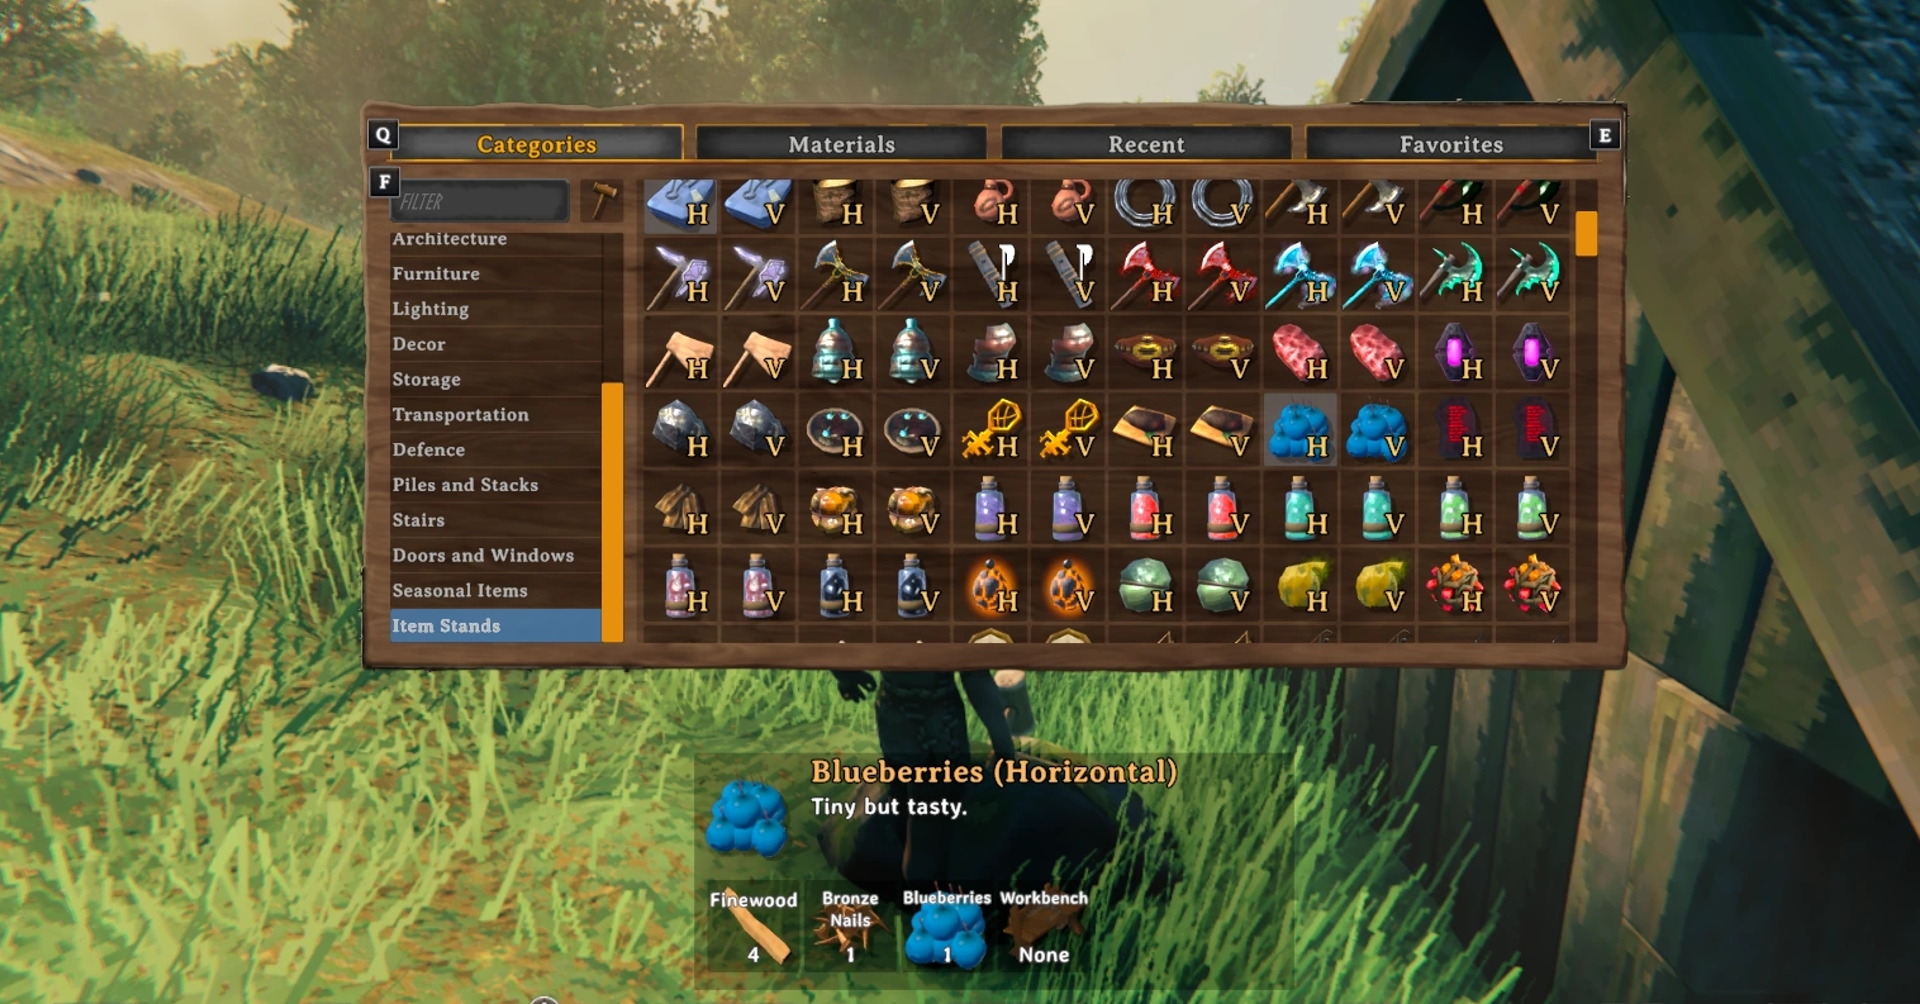 Q
Categories
Materials
Recent
Favorites
E
F
FILTER
Architecture
Furniture
Lighting
Decor
Storage
Transportation
Defence
Piles and Stacks
Stairs
Doors and Windows
Seasonal Items
Item Stands
H V H V H V H V H V H V
H V H V H V H V H V H V
H V H V H V H V H V H V
H V H V H V H V H V H V
H V H V H V H V H V H V
H V H V H V H V H V H V
Blueberries (Horizontal)
Tiny but tasty.
Finewood
4
Bronze
Nails
1
Blueberries
1
Workbench
None